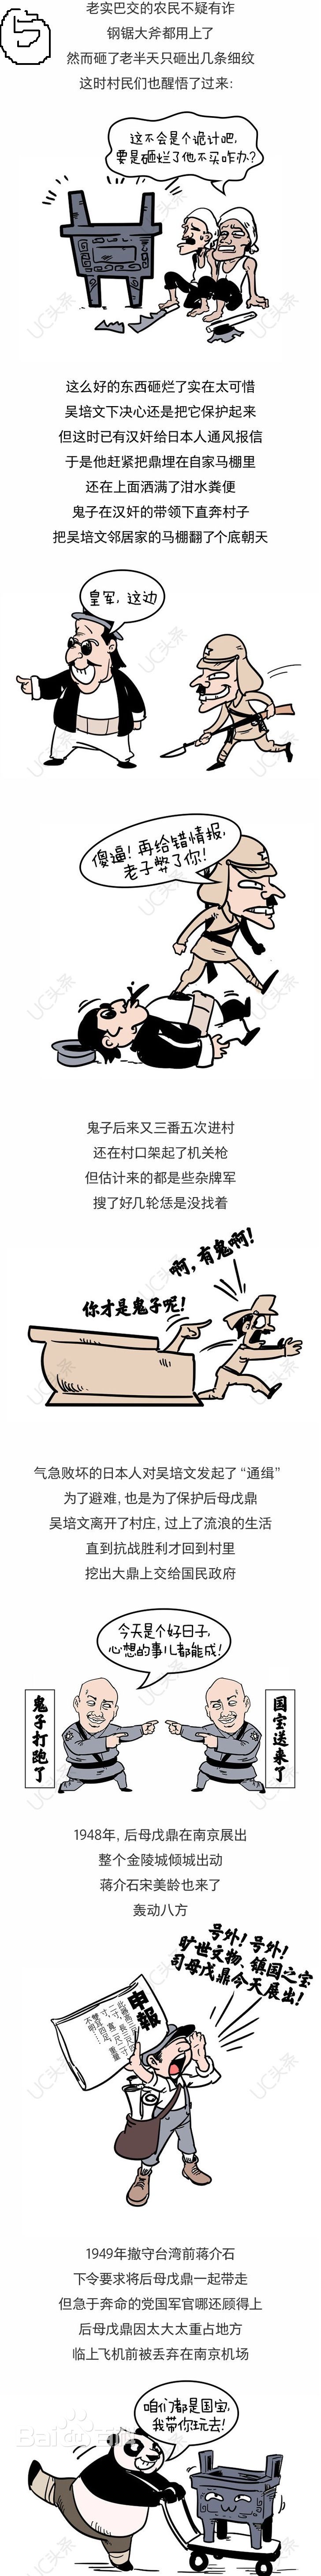 5
老实巴交的农民不疑有诈
钢锯大斧都用上了
然而砸了老半天只砸出几条细纹
这时村民们也醒悟了过来：
这不会是个诡计吧，
要是砸烂了他不买咋办？
UC头条
这么好的东西砸烂了实在太可惜
吴培文下决心还是把它保护起来
但这时已有汉奸给日本人通风报信
于是他赶紧把鼎埋在自家马棚里
还在上面洒满了泔水粪便
鬼子在汉奸的带领下直奔村子
把吴培文邻居家的马棚翻了个底朝天
皇军，这边
傻逼！再给错情报，
老子弊了你！
鬼子后来又三番五次进村
还在村口架起了机关枪
但估计来的都是些杂牌军
搜了好几轮恁是没找着
啊，有鬼啊！
你才是鬼子呢！
气急败坏的日本人对吴培文发起了“通缉”
为了避难，也是为了保护后母戊鼎
吴培文离开了村庄，过上了流浪的生活
直到抗战胜利才回到村里
挖出大鼎上交给国民政府
今天是个好日子，
心想的事儿都能成！
鬼子打跑了
国宝送来了
1948年，后母戊鼎在南京展出
整个金陵城倾城出动
蒋介石宋美龄也来了
轰动八方
号外！号外！
旷世文物、镇国之宝
司母戊鼎今天展出！
申報
1949年撤守台湾前蒋介石
下令要求将后母戊鼎一起带走
但急于奔命的党国军官哪还顾得上
后母戊鼎因太大太重占地方
临上飞机前被丢弃在南京机场
咱们都是国宝，
我带你玩去！
Bai百科